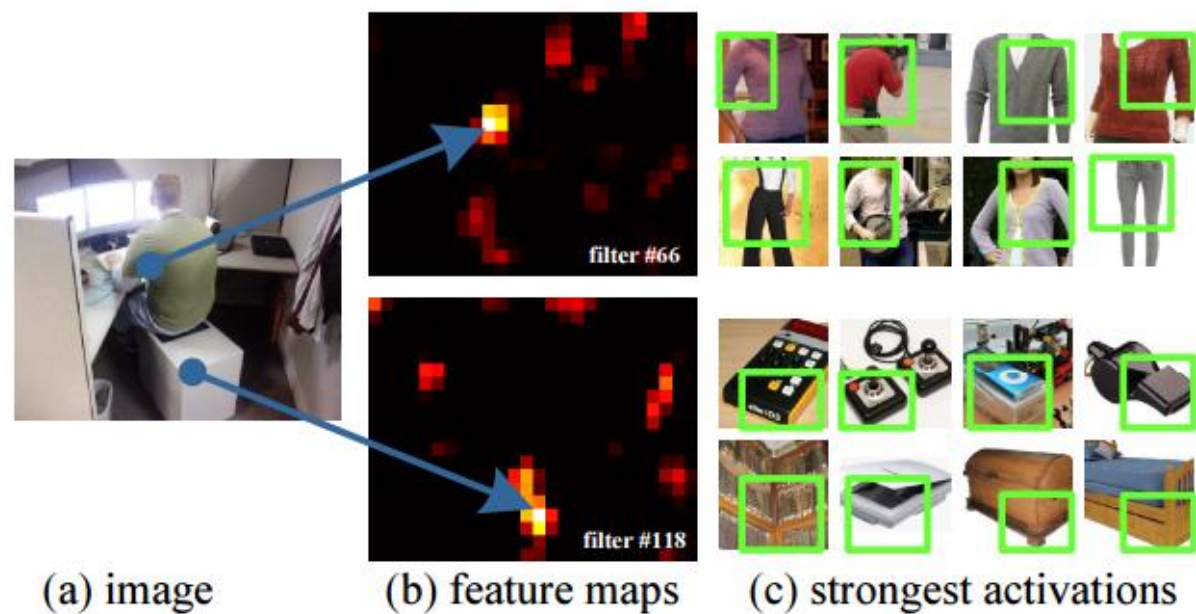 filter #66
filter #118
(a) image
(b) feature maps
(c) strongest activations